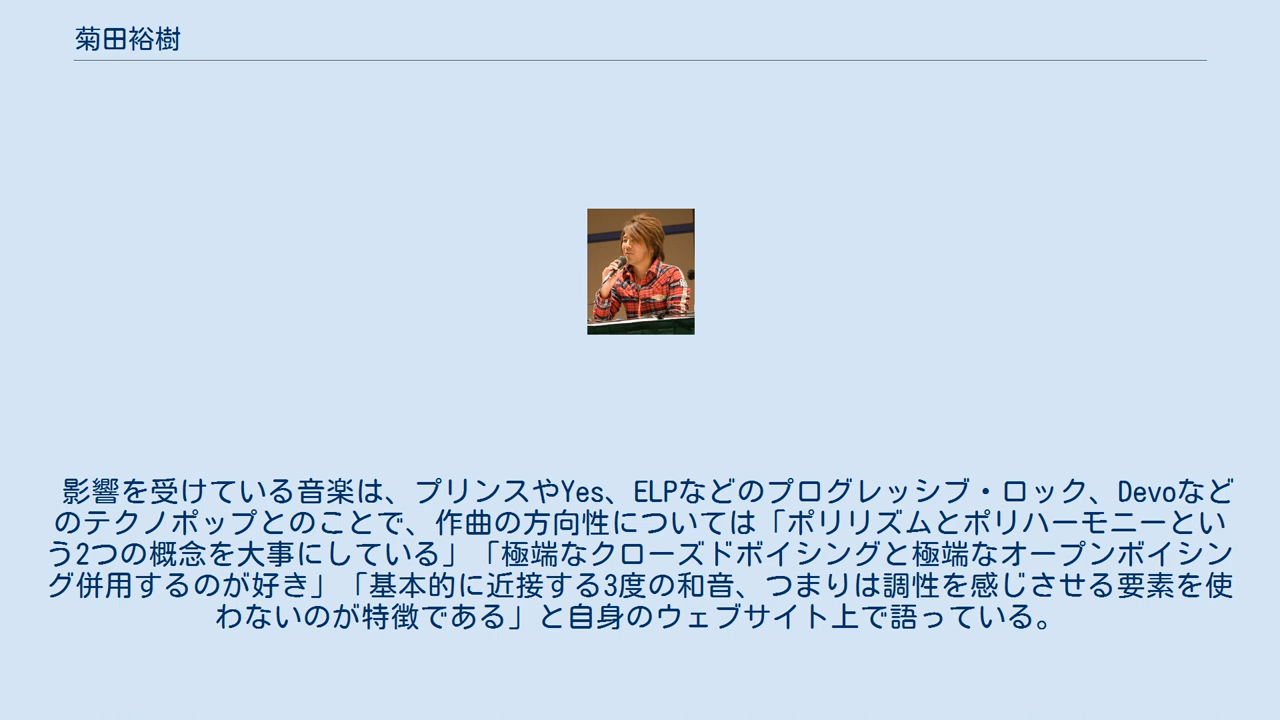 菊田裕樹
影響を受けている音楽は、プリンスやYes、ELPなどのプログレッシブ・ロック、Devoなど
のテクノポップとのことで、作曲の方向性については「ポリリズムとポリハーモニーとい
う2つの概念を大事にしている」「極端なクローズドボイシングと極端なオープンボイシン
グ併用するのが好き」「基本的に近接する3度の和音、つまりは調性を感じさせる要素を使
わないのが特徴である」と自身のウェブサイト上で語っている。